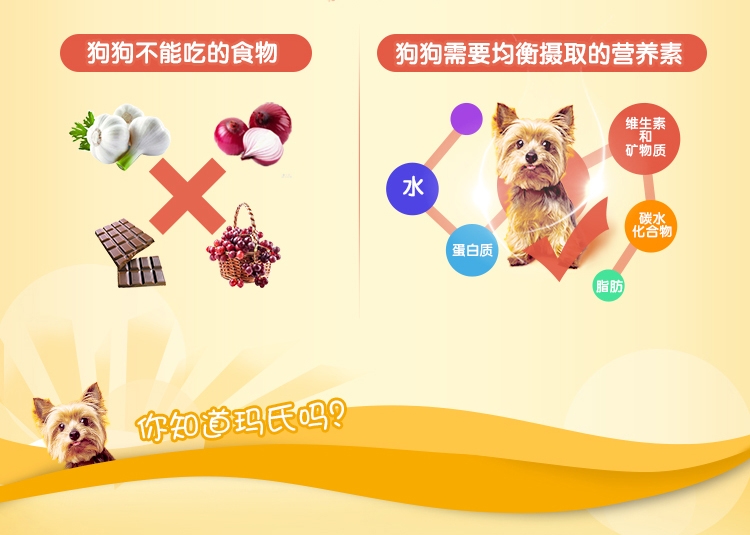 狗狗不能吃的食物
狗狗需要均衡摄取的营养素
维生素
和
矿物质
水
碳水
化合物
蛋白质
脂肪
你知道玛氏吗?